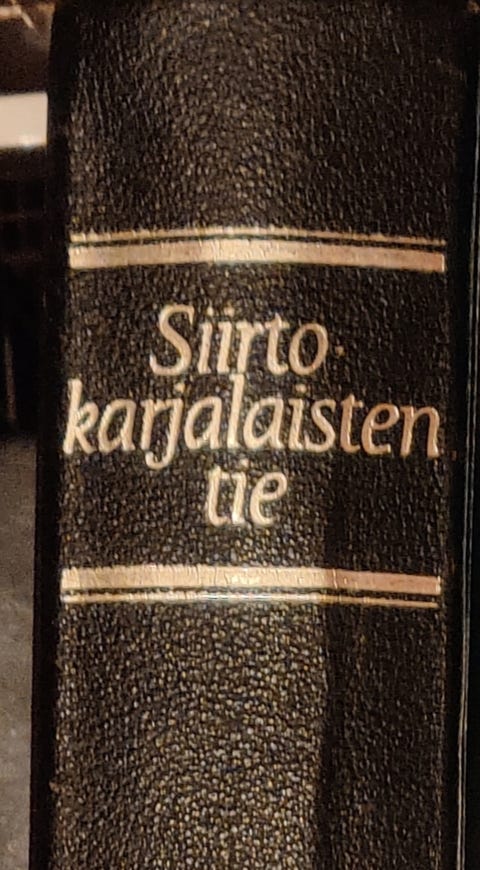 Siirto-
karjalaisten
tie